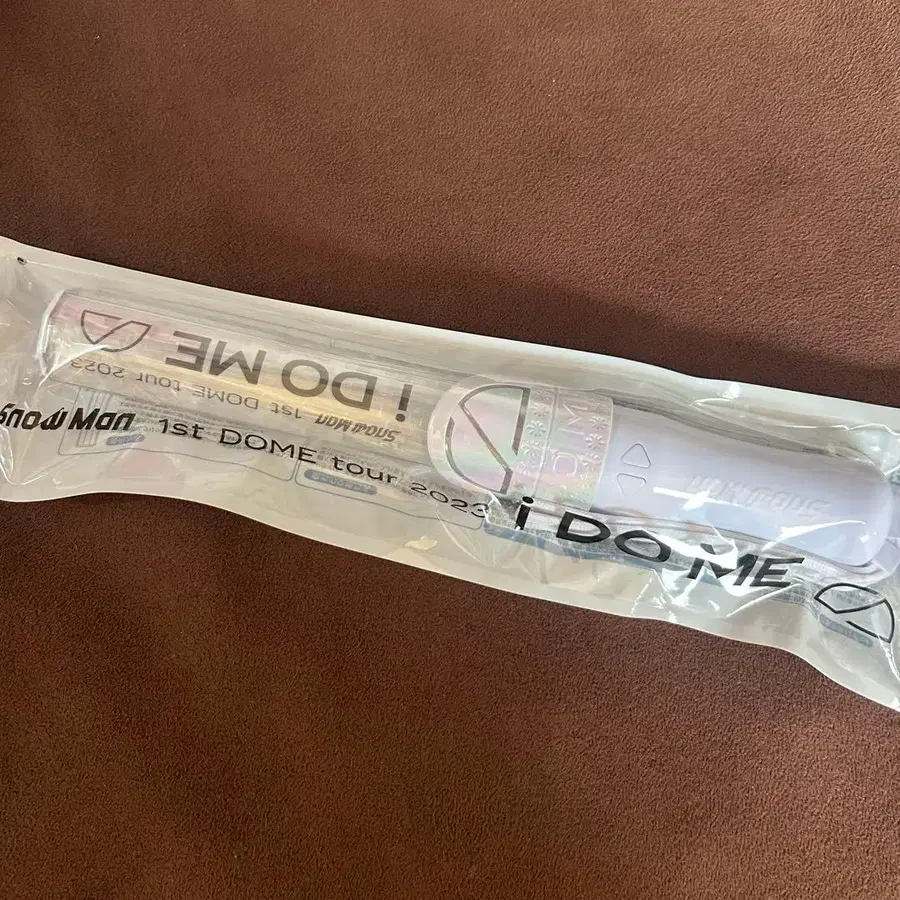 Snow Man 1st DOME tour 2023 i DO ME
i DO ME
Snow Man 1st DOME tour 2023
Snow Man